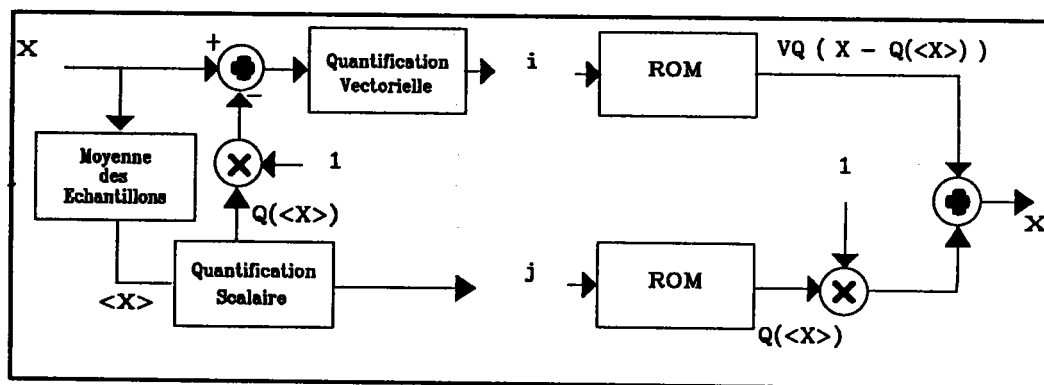 X
+
Quantification
Vectorielle
i
ROM
VQ ( X - Q(<X>) )
-
Moyenne
des
Echantillons
1
1
Q(<X>)
X
Quantification
Scalaire
j
ROM
<X>
Q(<X>)